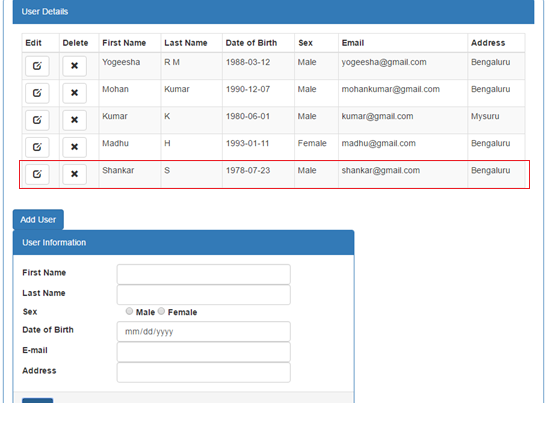 User Details
Edit Delete First Name Last Name Date of Birth Sex Email Address
Yogeesha R M 1988-03-12 Male yogeesha@gmail.com Bengaluru
Mohan Kumar 1990-12-07 Male mohankumar@gmail.com Bengaluru
Kumar K 1980-06-01 Male kumar@gmail.com Mysuru
Madhu H 1993-01-11 Female madhu@gmail.com Bengaluru
Shankar S 1978-07-23 Male shankar@gmail.com Bengaluru
Add User
User Information
First Name
Last Name
Sex Male Female
Date of Birth mm/dd/yyyy
E-mail
Address